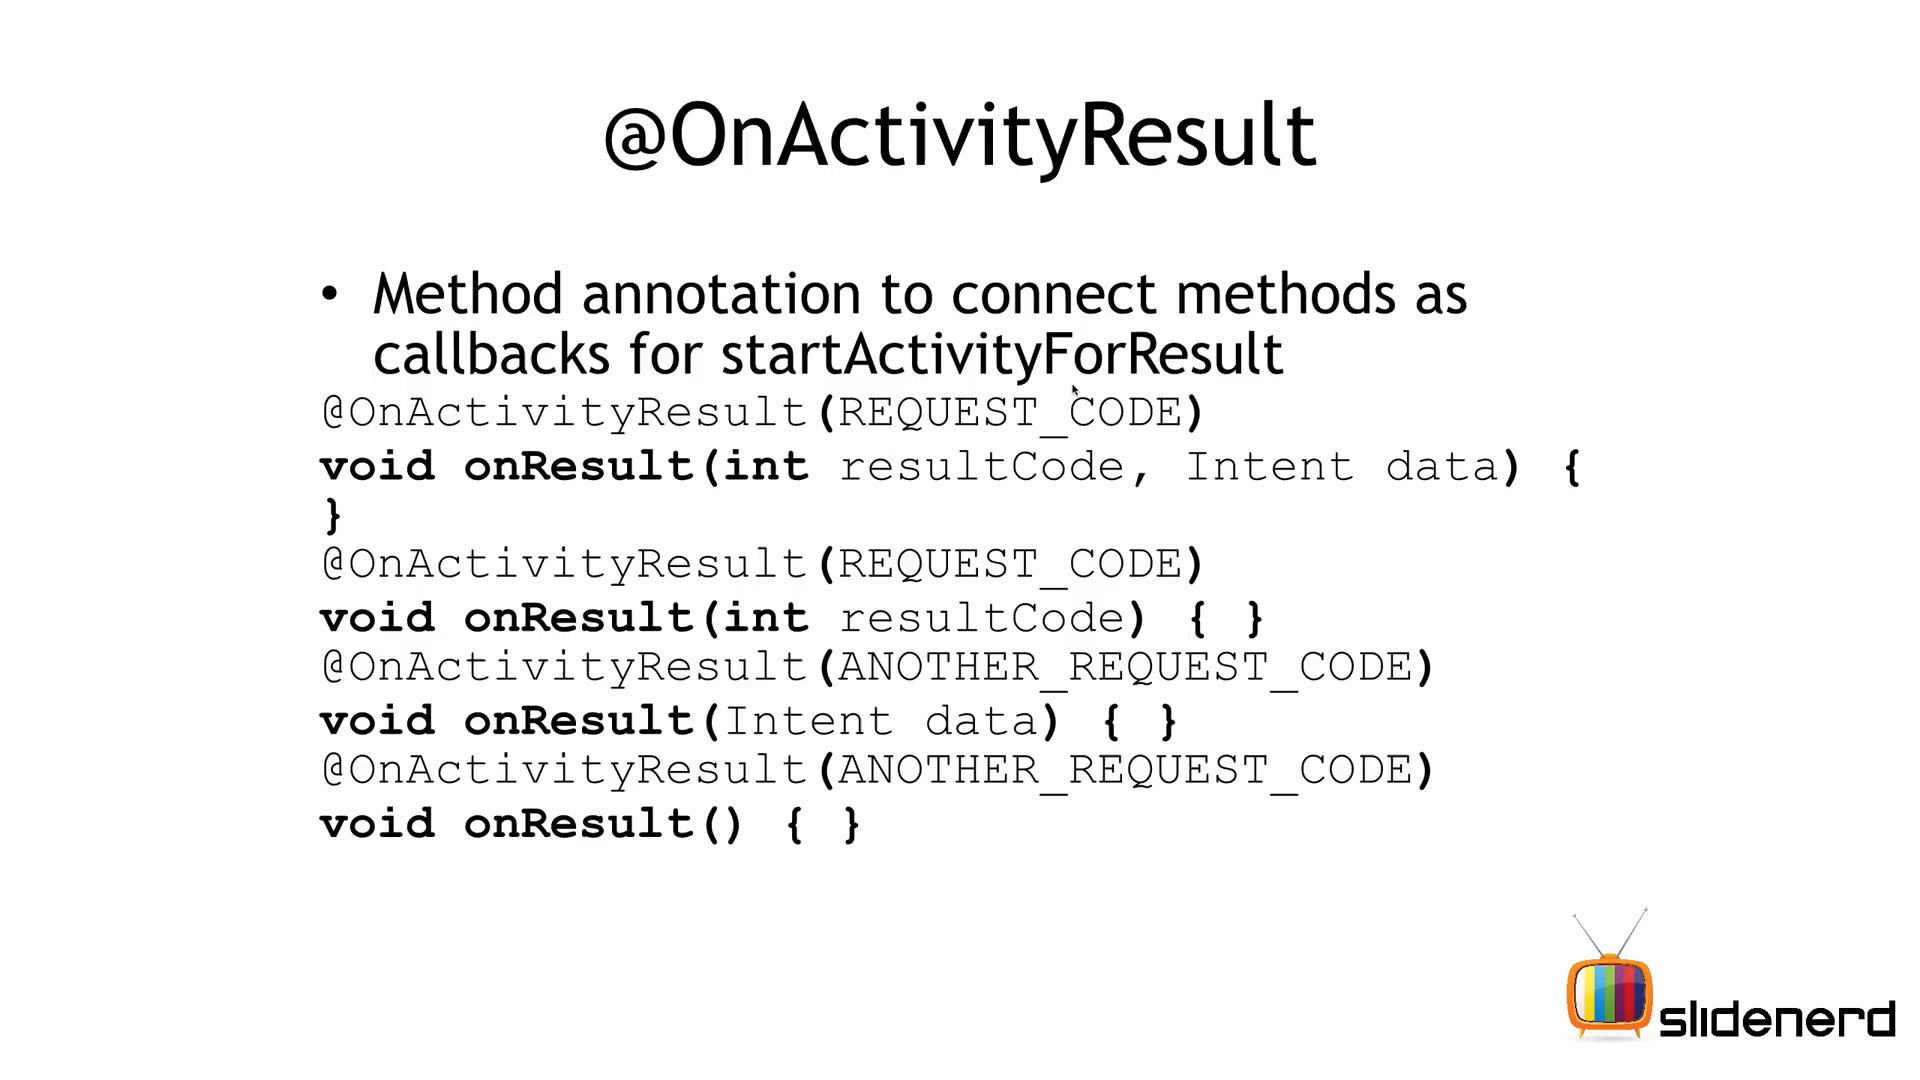 @OnActivityResult
• Method annotation to connect methods as
callbacks for startActivityForResult
@OnActivityResult(REQUEST_CODE)
void onResult(int resultCode, Intent data) {
}
@OnActivityResult(REQUEST_CODE)
void onResult(int resultCode) { }
@OnActivityResult(ANOTHER_REQUEST_CODE)
void onResult(Intent data) { }
@OnActivityResult(ANOTHER_REQUEST_CODE)
void onResult() { }
slidenerd